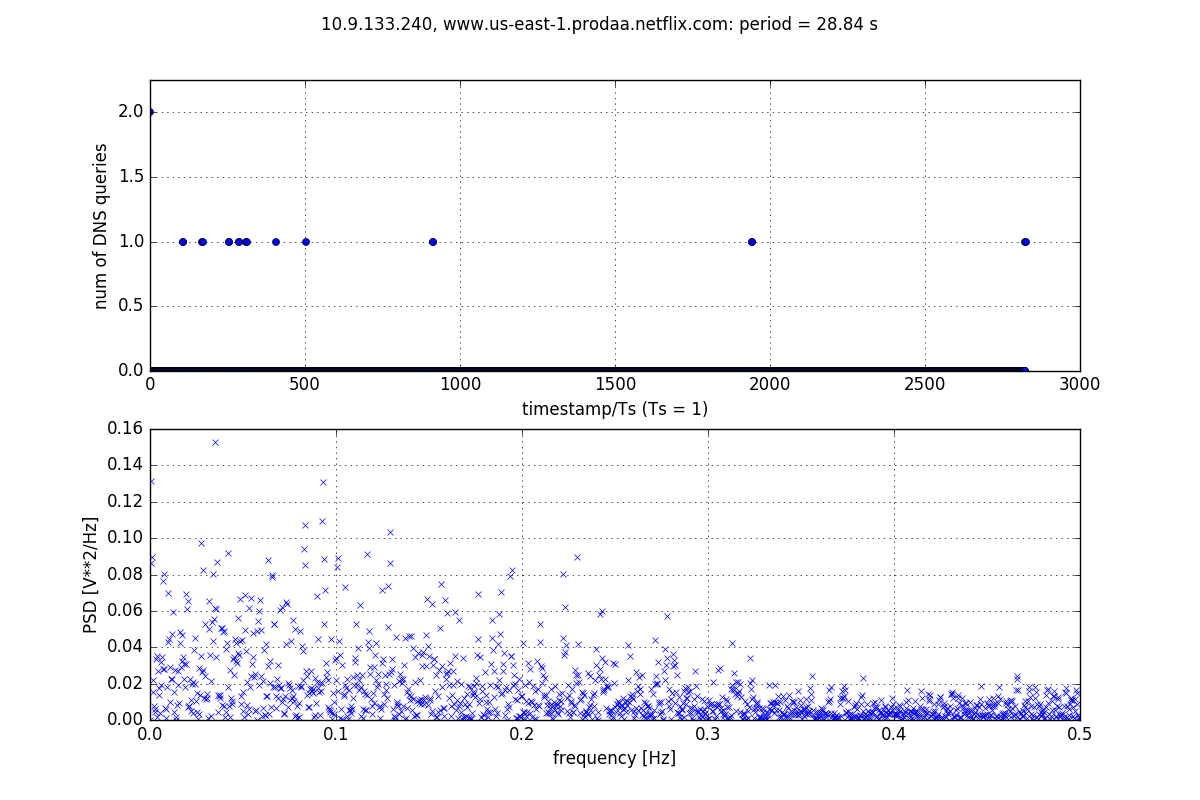 10.9.133.240, www.us-east-1.prodaa.netflix.com: period = 28.84 s
num of DNS queries
2.0
1.5
1.0
0.5
0.0
0 500 1000 1500 2000 2500 3000
timestamp/Ts (Ts = 1)
PSD [V**2/Hz]
0.16
0.14
0.12
0.10
0.08
0.06
0.04
0.02
0.00
0.0 0.1 0.2 0.3 0.4 0.5
frequency [Hz]